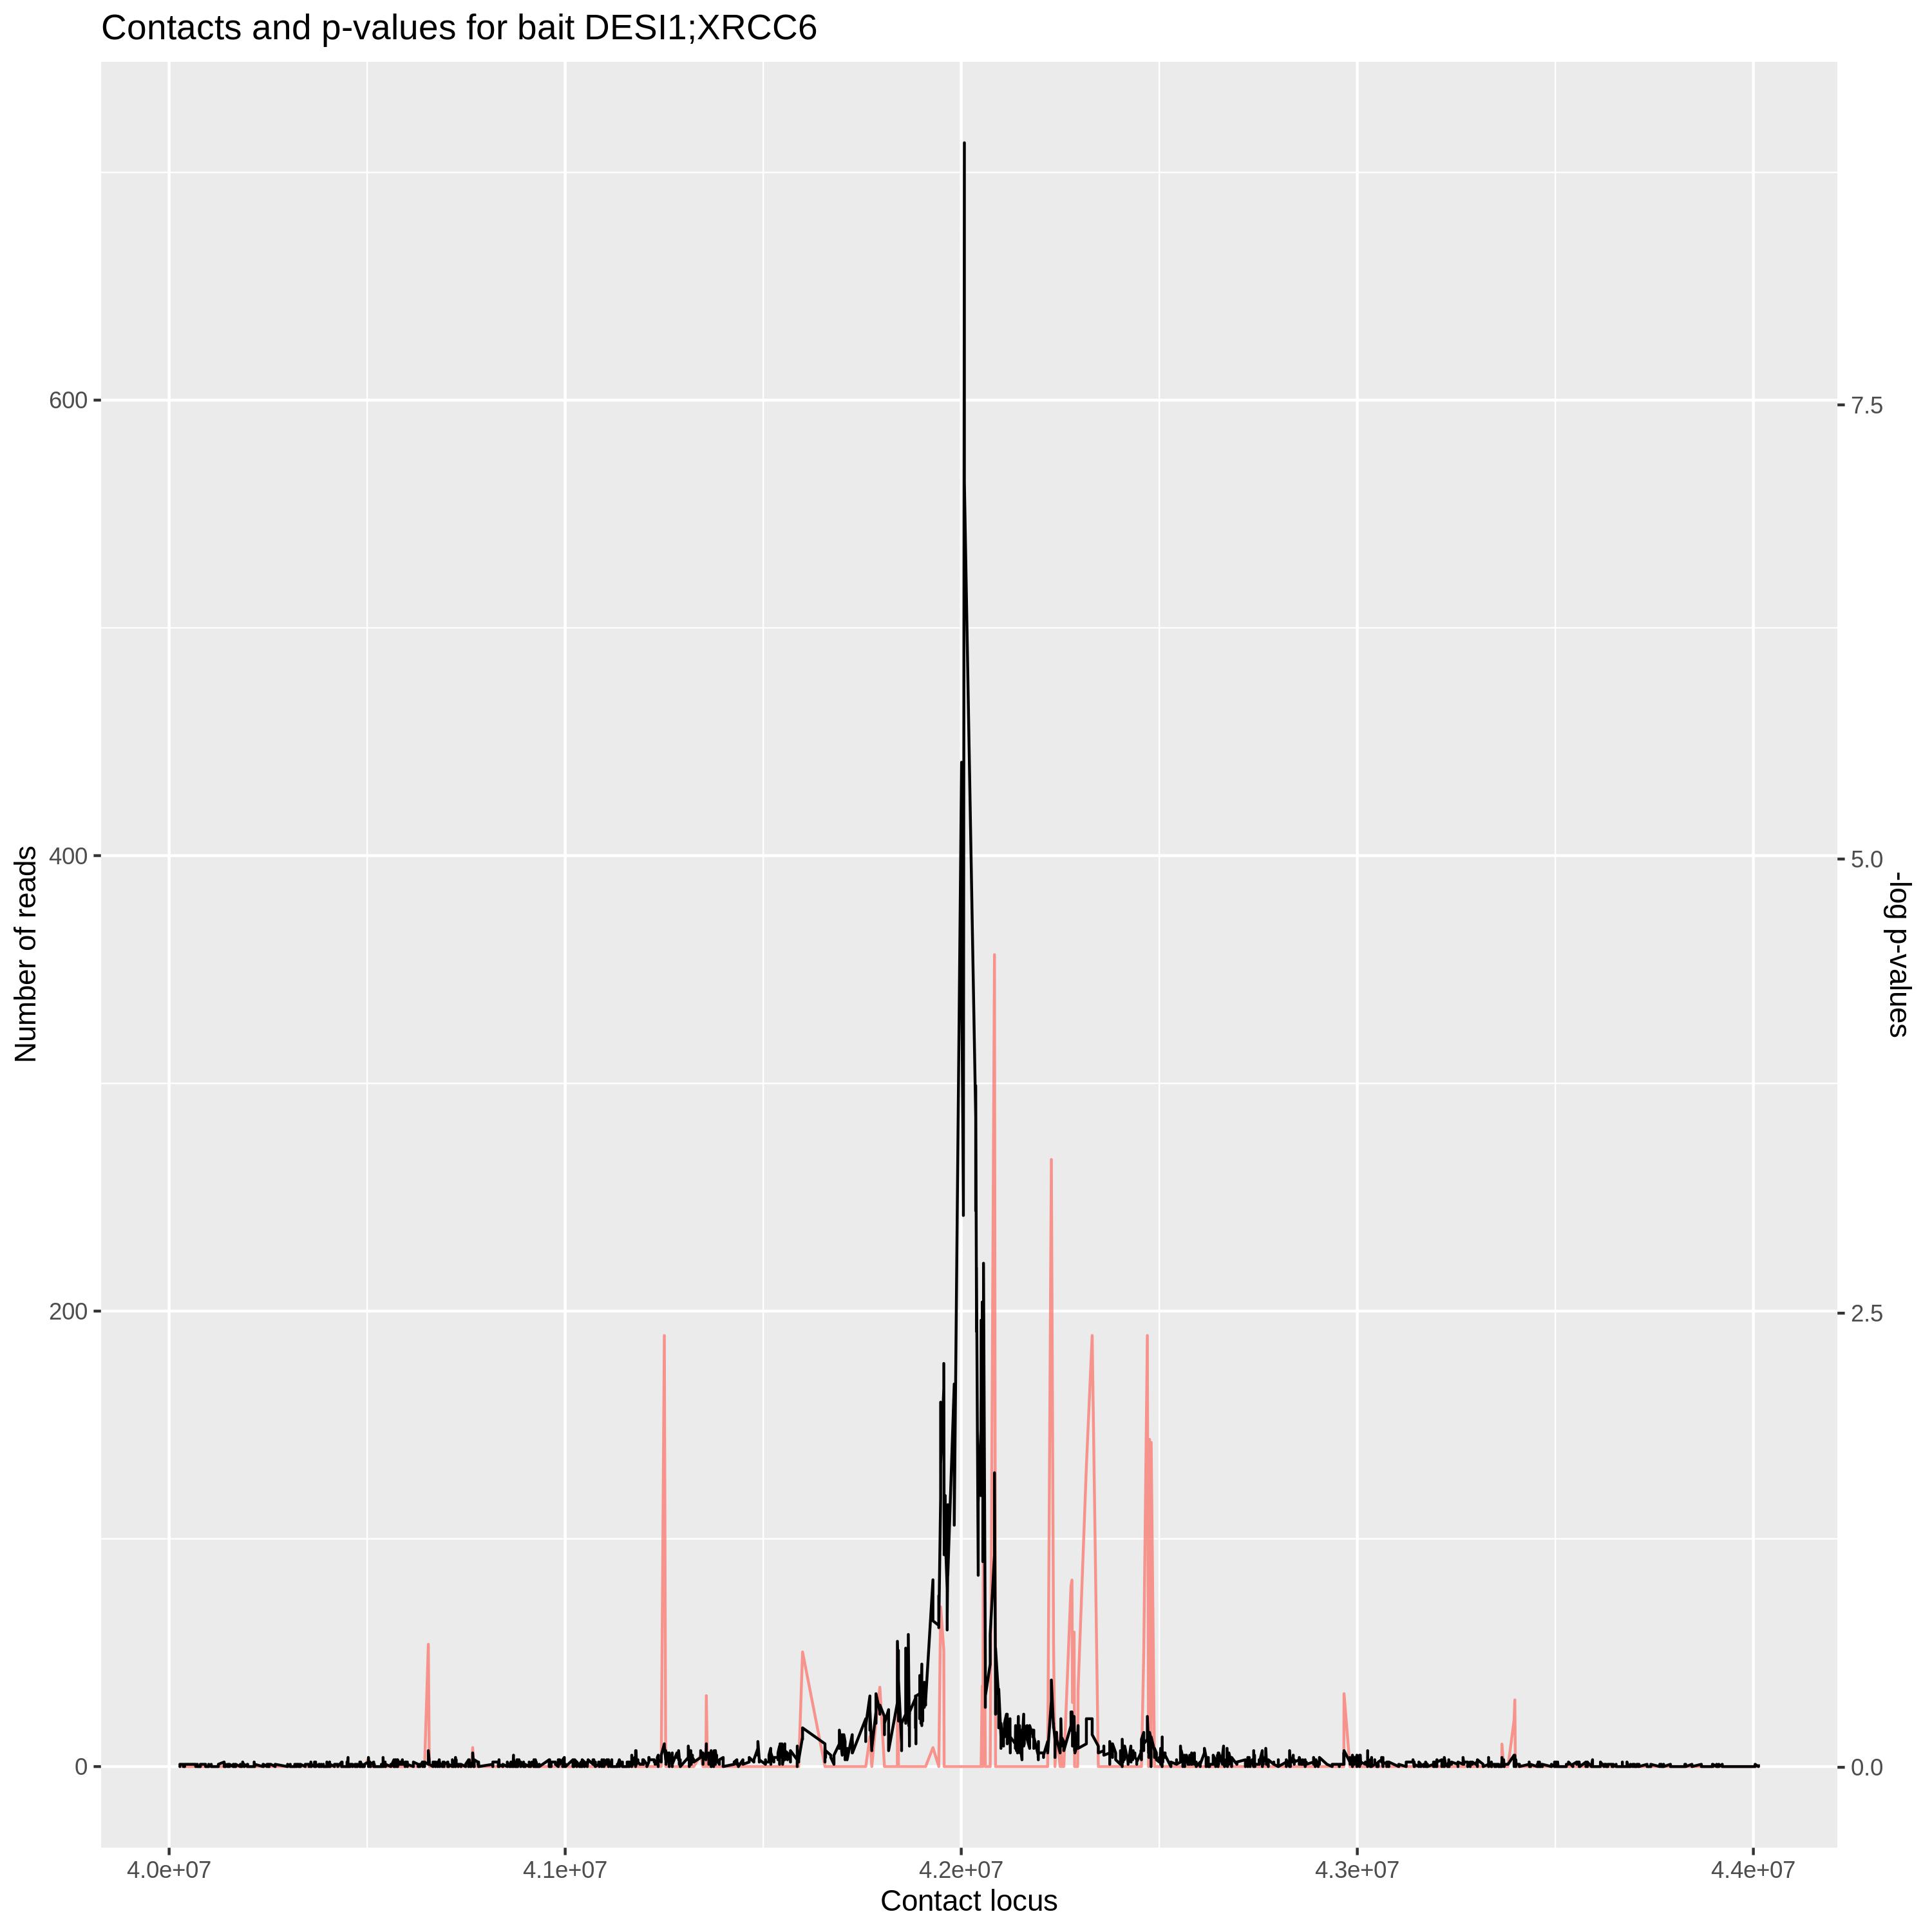 Contacts and p-values for bait DESI1;XRCC6
Number of reads
600
400
200
0
7.5
5.0
2.5
0.0
-log p-values
4.0e+07
4.1e+07
4.2e+07
4.3e+07
4.4e+07
Contact locus